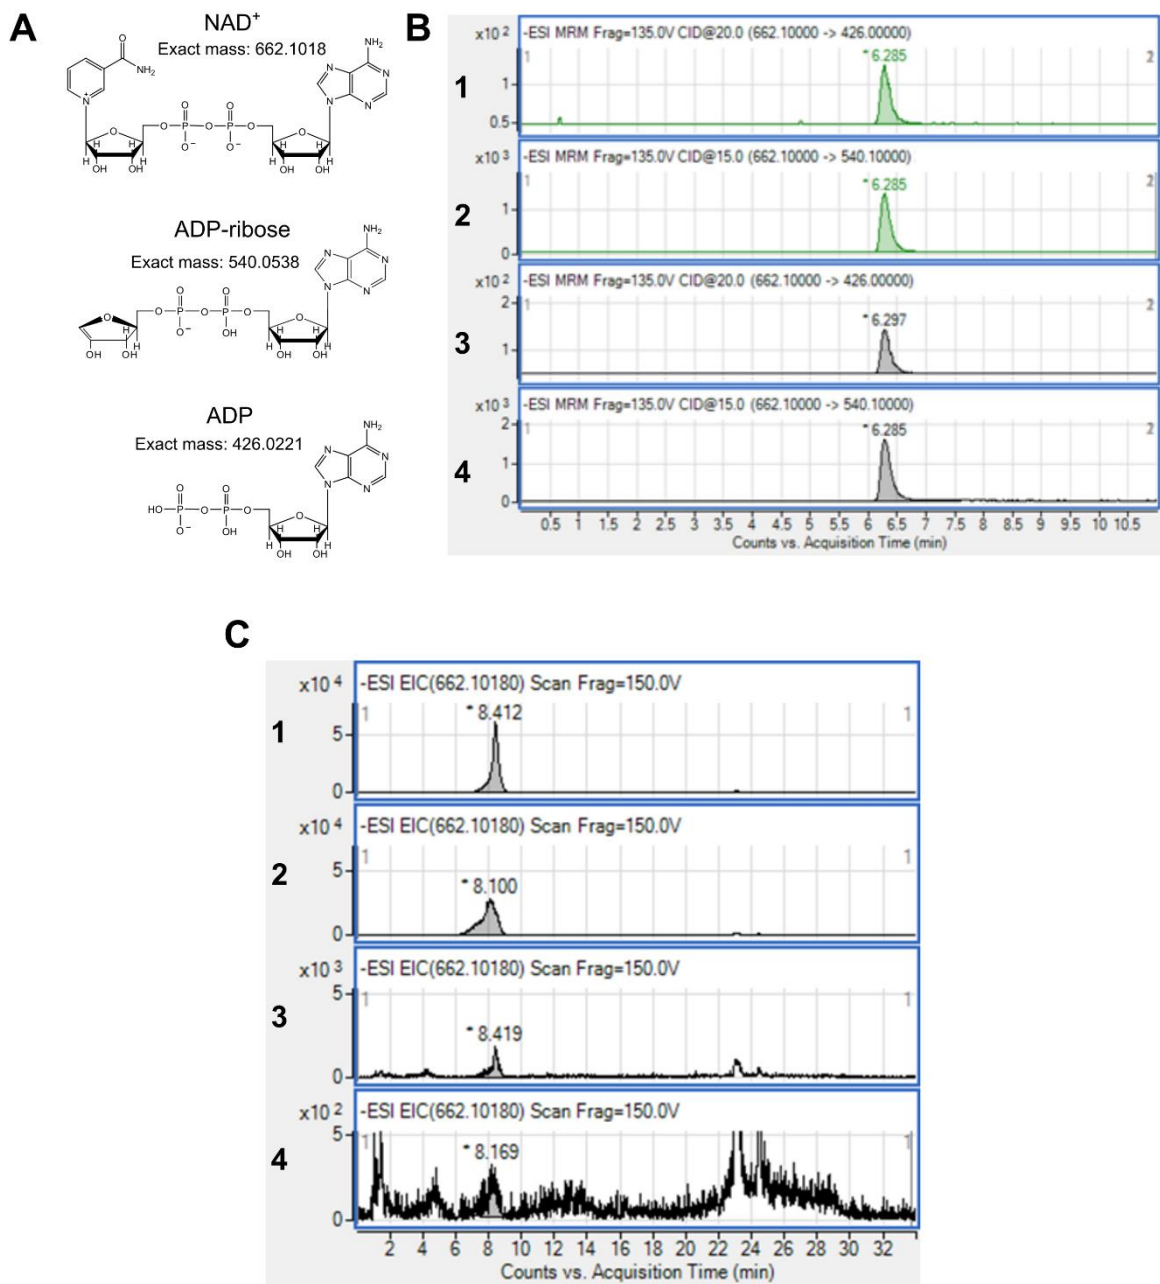 A
NAD+
Exact mass: 662.1018
O
NH2
NH2
N
N
N
N
N+
O
O
O
O
P
O
P
O
O
O-
O-
H
H
H
H
OH
OH
OH
OH
ADP-ribose
Exact mass: 540.0538
NH2
N
N
N
N
O
O
O
O
P
O
P
O
O
O-
OH
H
H
OH
OH
OH
OH
ADP
Exact mass: 426.0221
NH2
N
N
N
N
O
O
HO
P
O
P
O
O
O-
OH
H
H
OH
OH
B
1
x10 2
-ESI MRM Frag=135.0V CID@20.0 (662.10000 -> 426.00000)
1
2
6.285
1
0.5
2
x10 3
-ESI MRM Frag=135.0V CID@15.0 (662.10000 -> 540.10000)
1
2
6.285
1
0
3
x10 2
-ESI MRM Frag=135.0V CID@20.0 (662.10000 -> 426.00000)
2
1
2
6.297
1
4
x10 3
-ESI MRM Frag=135.0V CID@15.0 (662.10000 -> 540.10000)
2
1
2
6.285
1
0
0.5 1 1.5 2 2.5 3 3.5 4 4.5 5 5.5 6 6.5 7 7.5 8 8.5 9 9.5 10 10.5
Counts vs. Acquisition Time (min)
C
1
x10 4
-ESI EIC(662.10180) Scan Frag=150.0V
1
1
8.412
5
0
2
x10 4
-ESI EIC(662.10180) Scan Frag=150.0V
1
1
5
8.100
0
3
x10 3
-ESI EIC(662.10180) Scan Frag=150.0V
5
1
1
8.419
0
4
x10 2
-ESI EIC(662.10180) Scan Frag=150.0V
5
1
1
8.169
0
2 4 6 8 10 12 14 16 18 20 22 24 26 28 30 32
Counts vs. Acquisition Time (min)